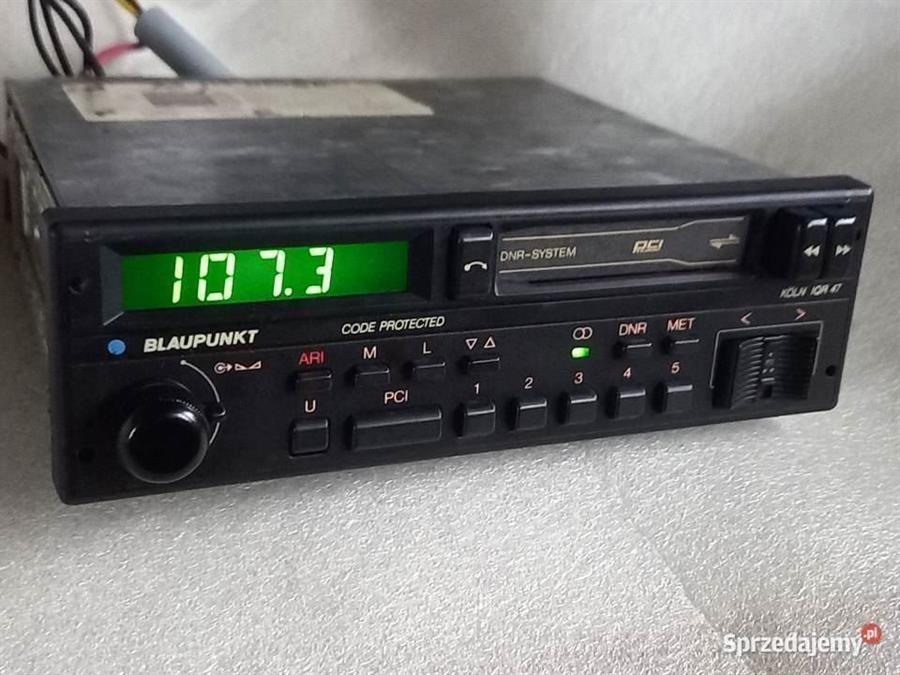 107.3
DNR-SYSTEM
PCI
KÖLN IQR 47
BLAUPUNKT
CODE PROTECTED
ARI
M
L
DNR
MET
U
PCI
1
2
3
4
5
Sprzedajemy.pl